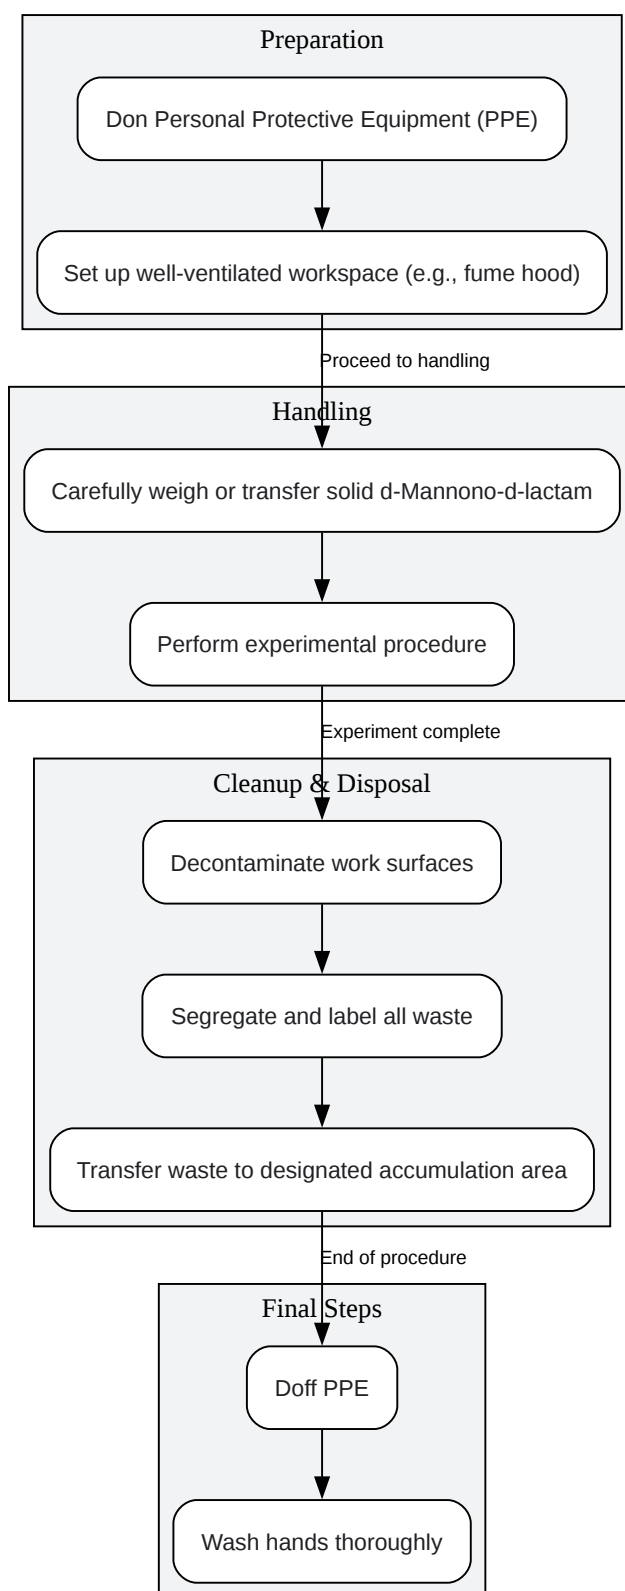 Preparation
Don Personal Protective Equipment (PPE)
Set up well-ventilated workspace (e.g., fume hood)
Proceed to handling
Handling
Carefully weigh or transfer solid d-Mannono-d-lactam
Perform experimental procedure
Experiment complete
Cleanup & Disposal
Decontaminate work surfaces
Segregate and label all waste
Transfer waste to designated accumulation area
End of procedure
Final Steps
Doff PPE
Wash hands thoroughly